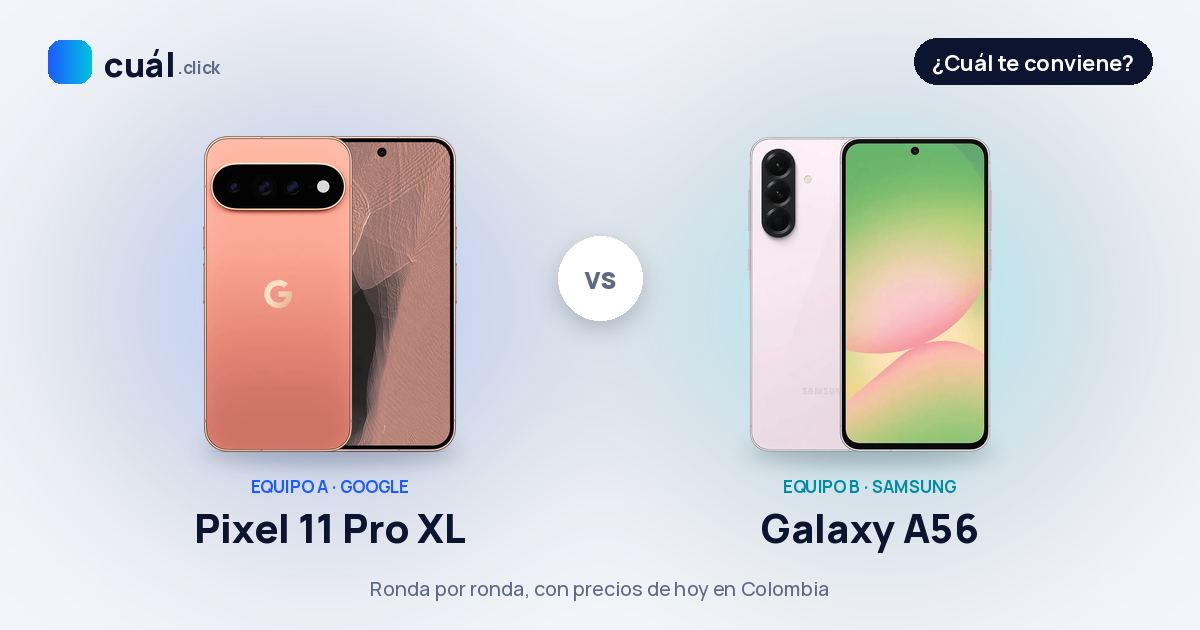 cuál.click
¿Cuál te conviene?
G
SAMSUN
vs
EQUIPO A · GOOGLE
Pixel 11 Pro XL
EQUIPO B · SAMSUNG
Galaxy A56
Ronda por ronda, con precios de hoy en Colombia